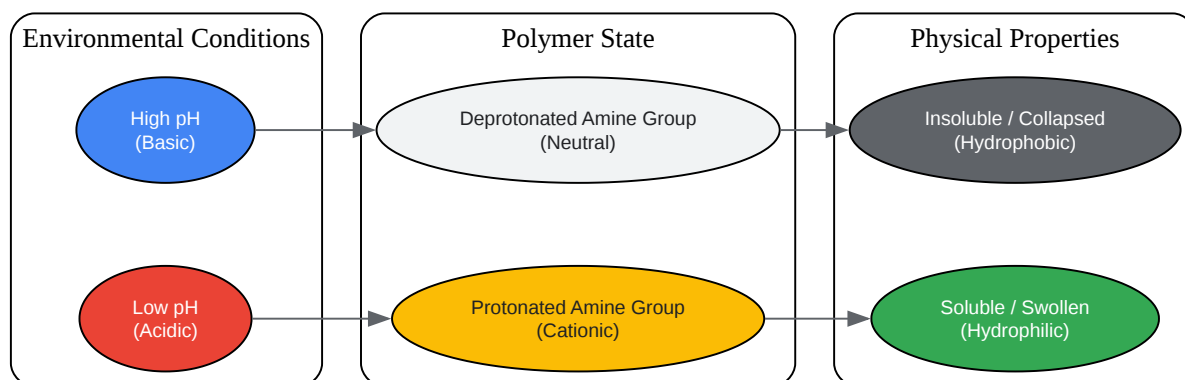 Environmental Conditions
Polymer State
Physical Properties
High pH
(Basic)
Deprotonated Amine Group
(Neutral)
Insoluble / Collapsed
(Hydrophobic)
Low pH
(Acidic)
Protonated Amine Group
(Cationic)
Soluble / Swollen
(Hydrophilic)